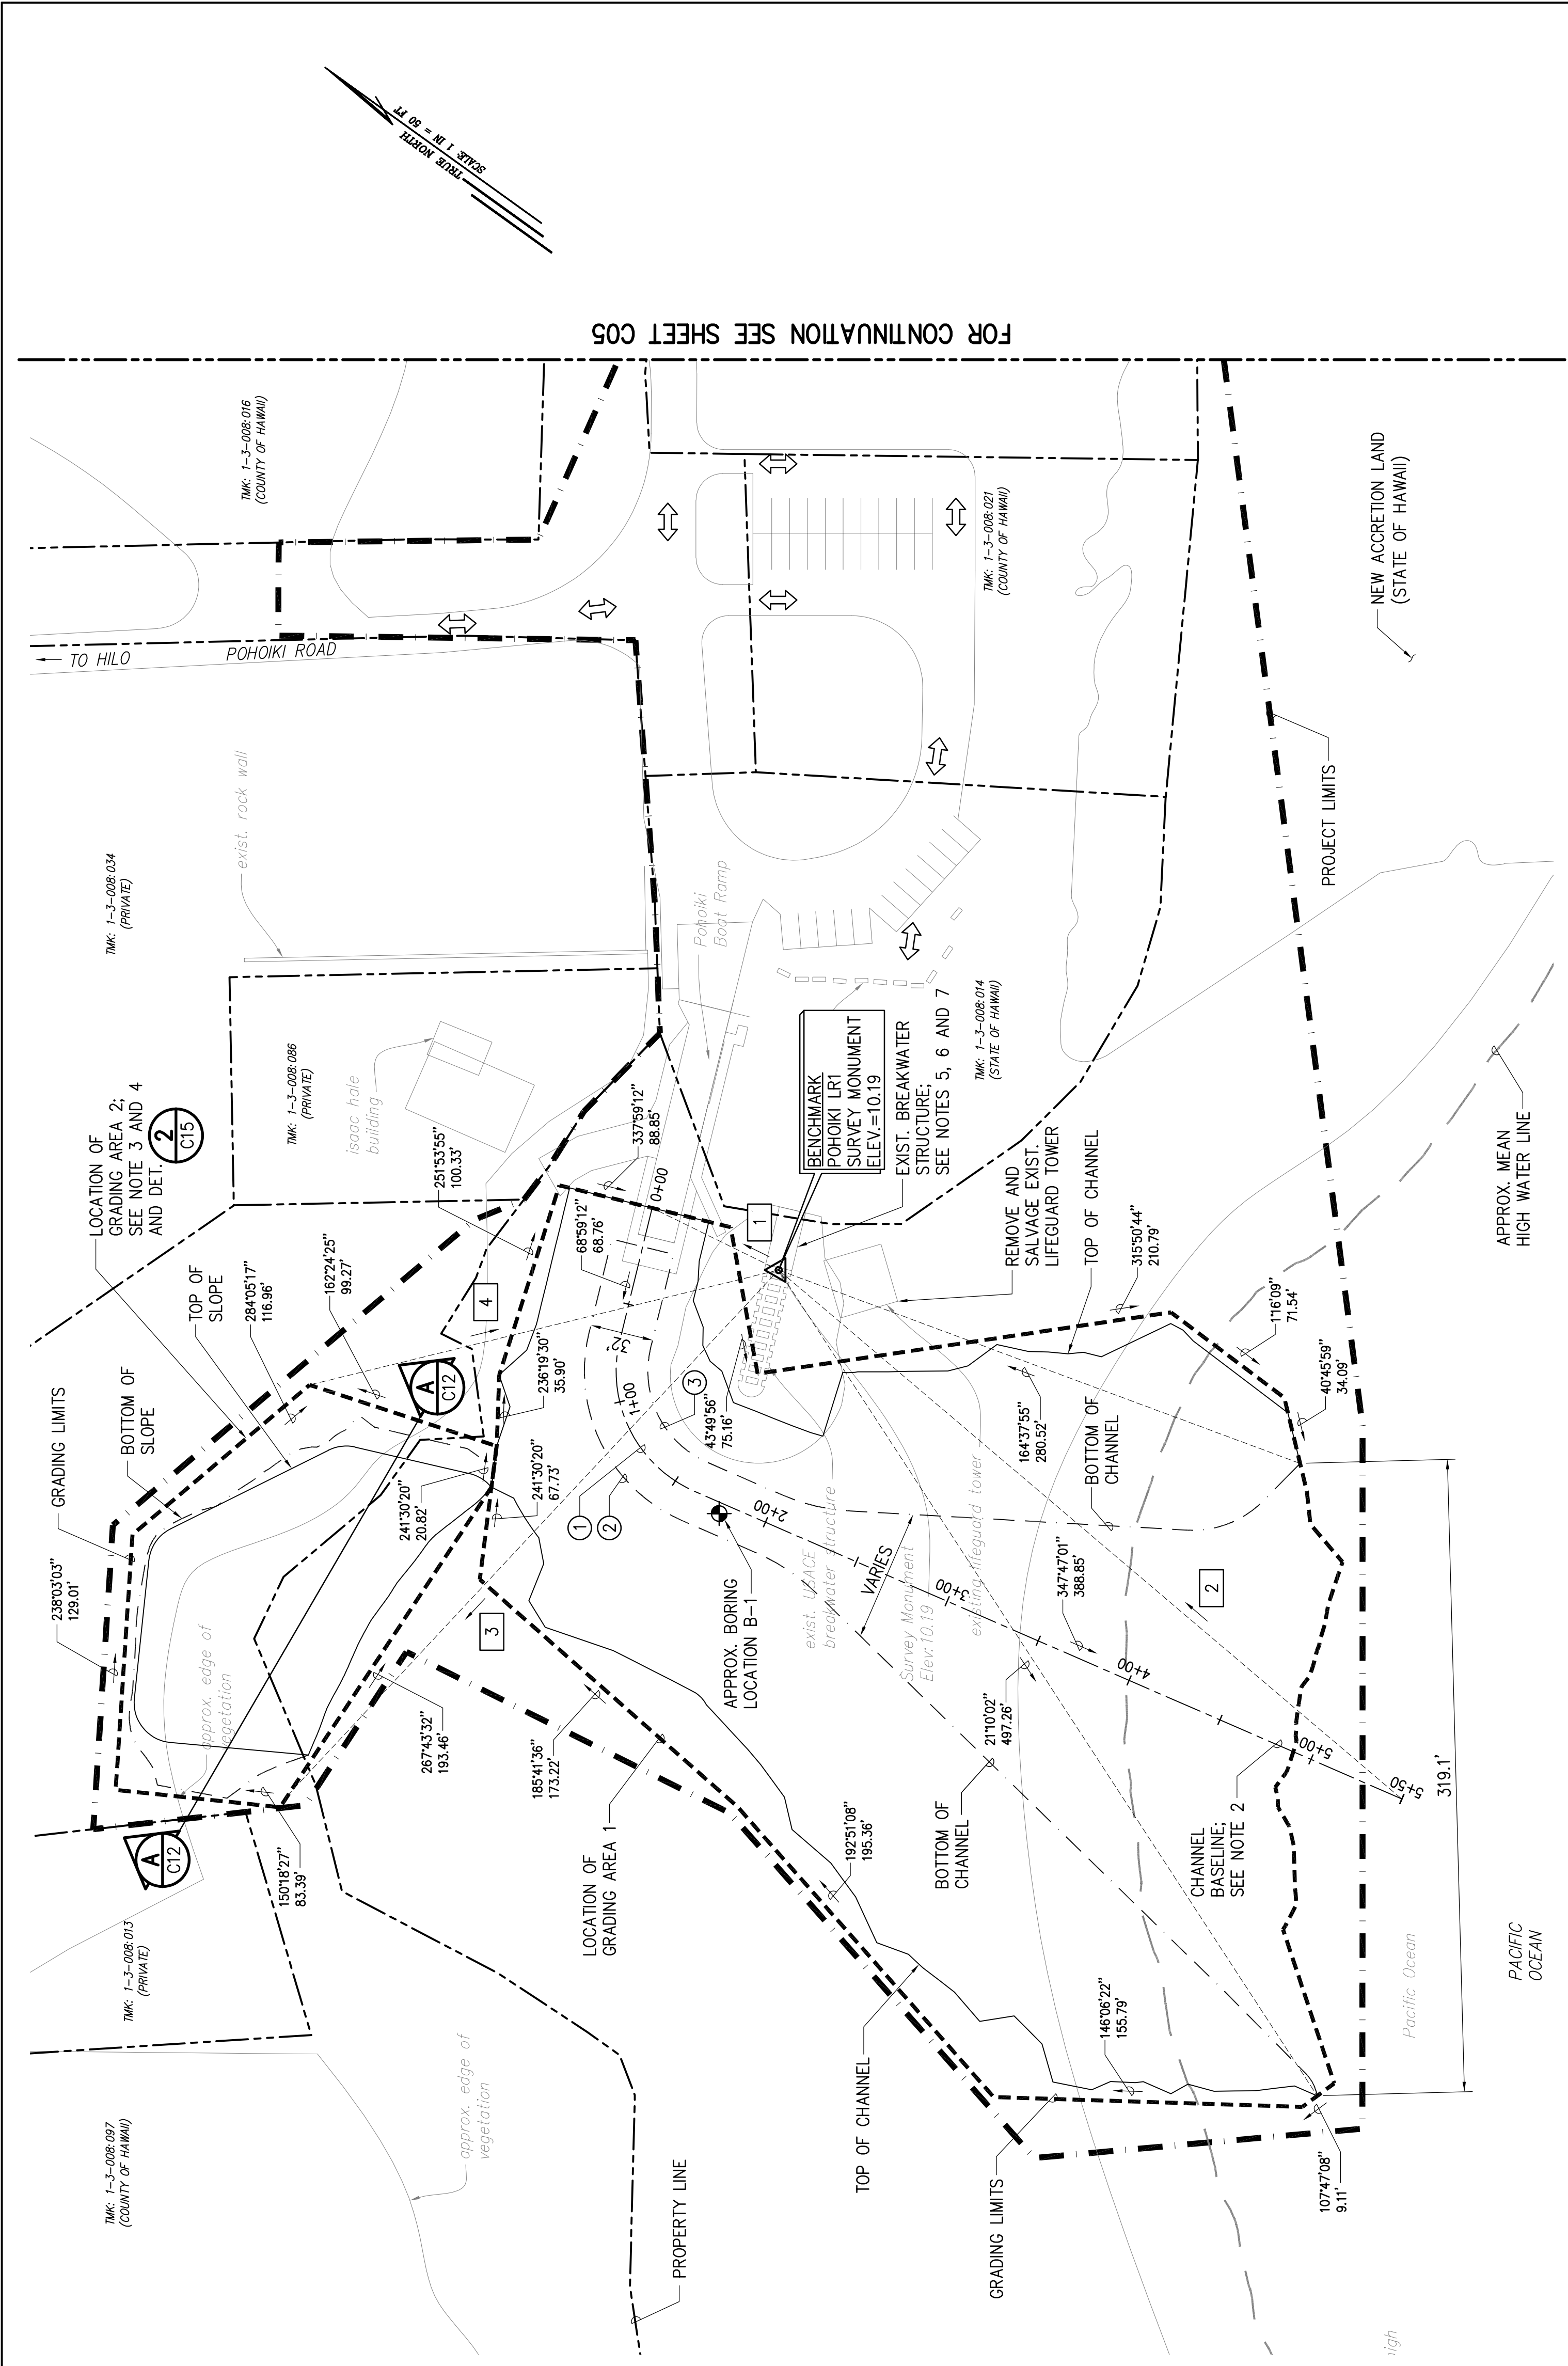 TRUE NORTH
SCALE: 1 IN = 50 FT
FOR CONTINUATION SEE SHEET C05
TMK: 1-3-008:016
(COUNTY OF HAWAII)
TO HILO
POHOIKI ROAD
TMK: 1-3-008:021
(COUNTY OF HAWAII)
NEW ACCRETION LAND
(STATE OF HAWAII)
exist. rock wall
TMK: 1-3-008:034
(PRIVATE)
PROJECT LIMITS
Pohoiki
Boat Ramp
TMK: 1-3-008:086
(PRIVATE)
isaac hale
building
BENCHMARK
POHOIKI LR1
SURVEY MONUMENT
ELEV.=10.19
EXIST. BREAKWATER
STRUCTURE;
SEE NOTES 5, 6 AND 7
TMK: 1-3-008:014
(STATE OF HAWAII)
LOCATION OF
GRADING AREA 2;
SEE NOTE 3 AND 4
AND DET.
2
C15
251°53'55"
100.33'
337°59'12"
88.85'
0+00
1
REMOVE AND
SALVAGE EXIST.
LIFEGUARD TOWER
TOP OF CHANNEL
APPROX. MEAN
HIGH WATER LINE
TOP OF
SLOPE
284°05'17"
116.96'
162°24'25"
99.27'
4
68°59'12"
68.76'
32'
315°50'44"
210.79'
1°16'09"
71.54'
GRADING LIMITS
BOTTOM OF
SLOPE
A
C12
236°19'30"
35.90'
1+00
3
43°49'56"
75.16'
164°37'55"
280.52'
40°45'59"
34.09'
BOTTOM OF
CHANNEL
238°03'03"
129.01'
241°30'20"
20.82'
241°30'20"
67.73'
1
2
2+00
exist. USACE
breakwater structure
existing lifeguard tower
VARIES
Survey Monument
Elev:10.19
3+00
347°47'01"
388.85'
2
approx. edge of
vegetation
3
APPROX. BORING
LOCATION B-1
4+00
267°43'32"
193.46'
185°41'36"
173.22'
21°10'02"
497.26'
5+00
5+50
319.1'
A
C12
150°18'27"
83.39'
LOCATION OF
GRADING AREA 1
192°51'08"
195.36'
BOTTOM OF
CHANNEL
CHANNEL
BASELINE;
SEE NOTE 2
TMK: 1-3-008:013
(PRIVATE)
Pacific Ocean
PACIFIC
OCEAN
approx. edge of
vegetation
TOP OF CHANNEL
146°06'22"
155.79'
TMK: 1-3-008:097
(COUNTY OF HAWAII)
PROPERTY LINE
GRADING LIMITS
107°47'08"
9.11'